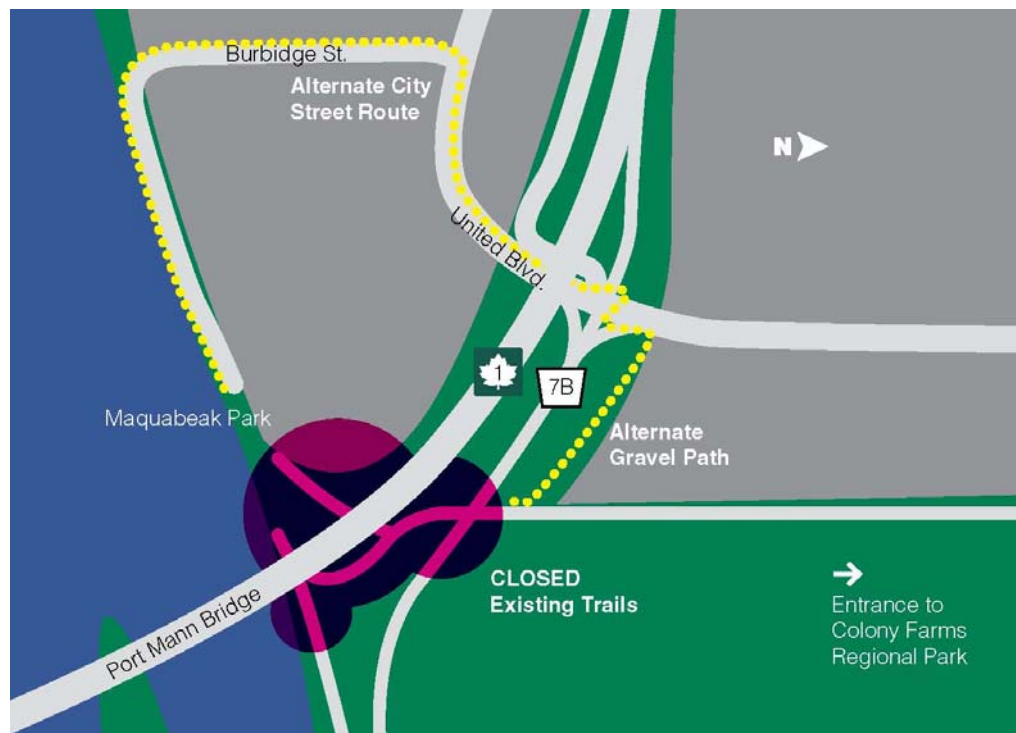 Burbidge St.
Alternate City
Street Route
N
United Blvd.
1
7B
Maquabeak Park
Alternate
Gravel Path
CLOSED
Existing Trails
Port Mann Bridge
Entrance to
Colony Farms
Regional Park